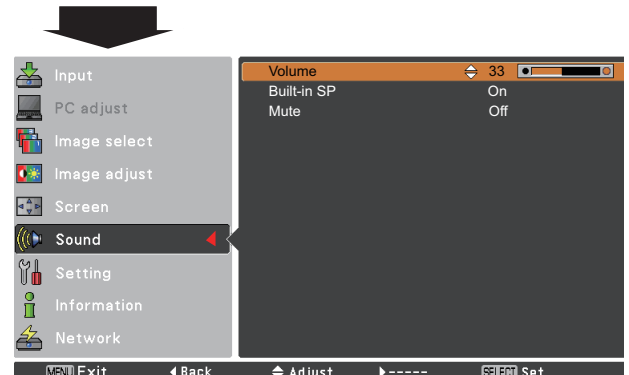 Input
PC adjust
Image select
Image adjust
Screen
Sound
Setting
Information
Network
Volume 33
Built-in SP On
Mute Off
MENU Exit Back Adjust ----- SELECT Set